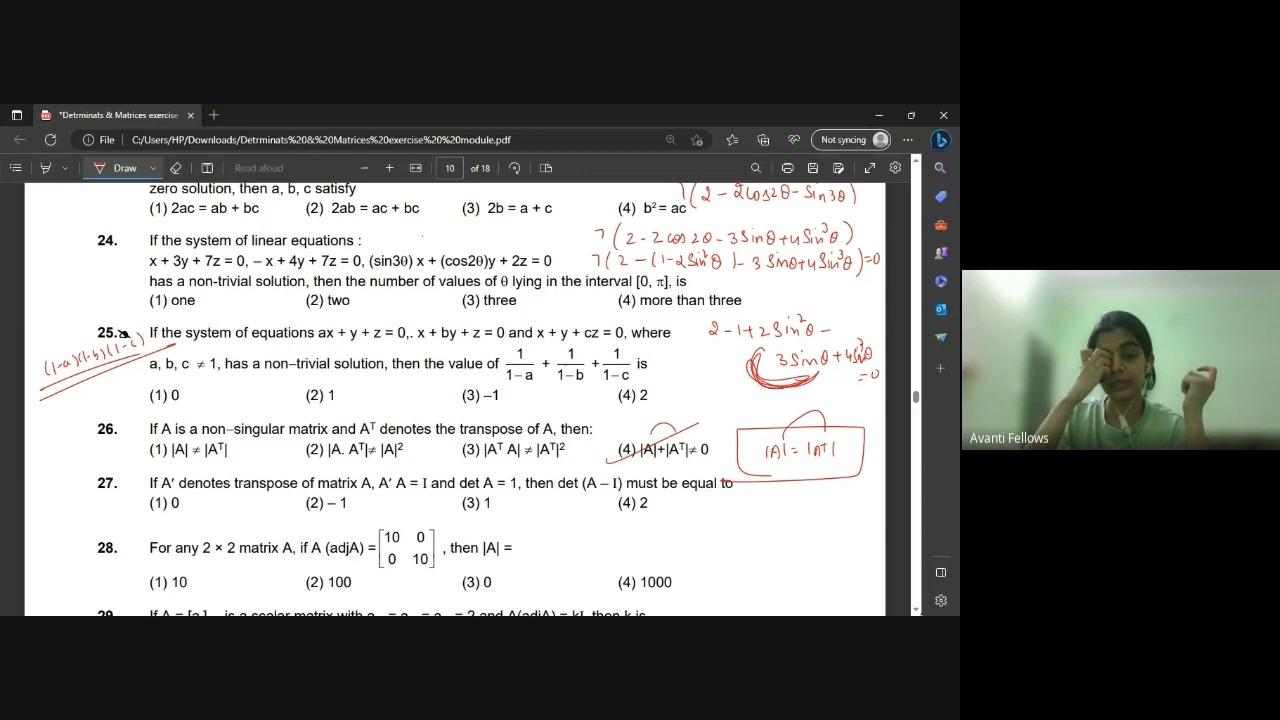 *Detrminats & Matrices exercise
File
C:/Users/HP/Downloads/Detrminats%20&%20Matrices%20exercise%20%20module.pdf
Not syncing
Draw
Read aloud
10 of 18
zero solution, then a, b, c satisfy
(1) 2ac = ab + bc (2) 2ab = ac + bc (3) 2b = a + c (4) b² = ac
7(2 - 2cos2θ - Sin3θ)
24. If the system of linear equations :
x + 3y + 7z = 0, – x + 4y + 7z = 0, (sin3θ) x + (cos2θ)y + 2z = 0
has a non-trivial solution, then the number of values of θ lying in the interval [0, π], is
(1) one (2) two (3) three (4) more than three
7(2 - 2cos2θ - 3Sinθ + 4Sin³θ)
7(2 - (1-2Sin²θ) - 3Sinθ + 4Sin³θ) = 0
2 - 1 + 2Sin²θ -
3Sinθ + 4Sin³θ
= 0
25. If the system of equations ax + y + z = 0,. x + by + z = 0 and x + y + cz = 0, where
a, b, c ≠ 1, has a non–trivial solution, then the value of 1/(1–a) + 1/(1–b) + 1/(1–c) is
(1) 0 (2) 1 (3) –1 (4) 2
(1-a)(1-b)(1-c)
26. If A is a non–singular matrix and Aᵀ denotes the transpose of A, then:
(1) |A| ≠ |Aᵀ| (2) |A. Aᵀ| ≠ |A|² (3) |Aᵀ A| ≠ |Aᵀ|² (4) |A|+|Aᵀ| ≠ 0
|A| = |Aᵀ|
27. If A′ denotes transpose of matrix A, A′ A = I and det A = 1, then det (A – I) must be equal to
(1) 0 (2) – 1 (3) 1 (4) 2
28. For any 2 × 2 matrix A, if A (adjA) = [10 0
0 10] , then |A| =
(1) 10 (2) 100 (3) 0 (4) 1000
Avanti Fellows